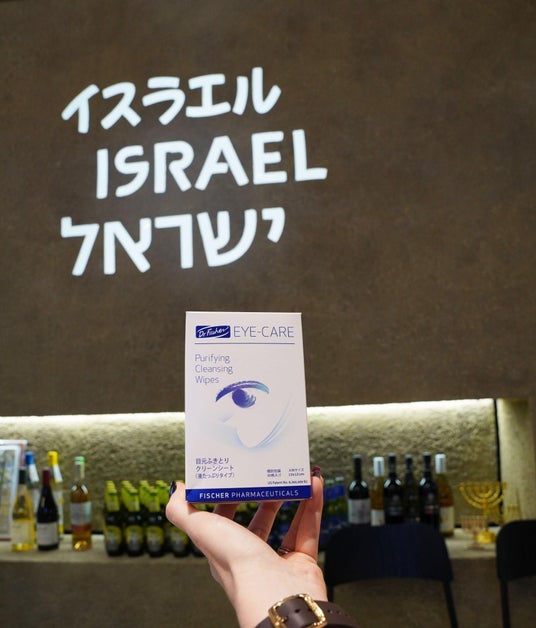 イスラエル
ISRAEL
ישראל
Dr. Fischer
EYE-CARE
Purifying
Cleansing
Wipes
目元ふきとり
クリーンシート
FISCHER PHARMACEUTICALS